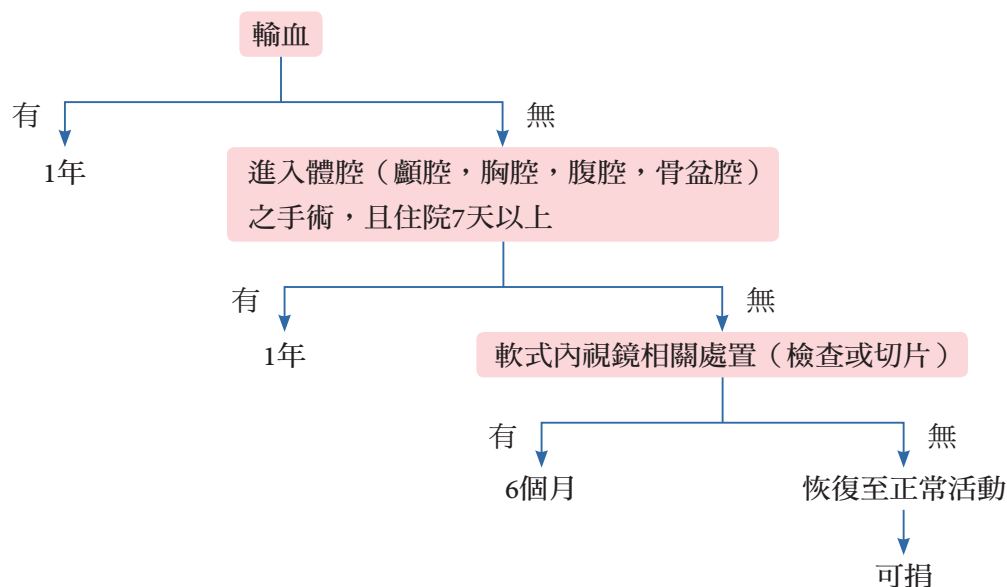 輸血
有
無
1年
進入體腔（顱腔，胸腔，腹腔，骨盆腔）
之手術，且住院7天以上
有
無
1年
軟式內視鏡相關處置（檢查或切片）
有
無
6個月
恢復至正常活動
可捐